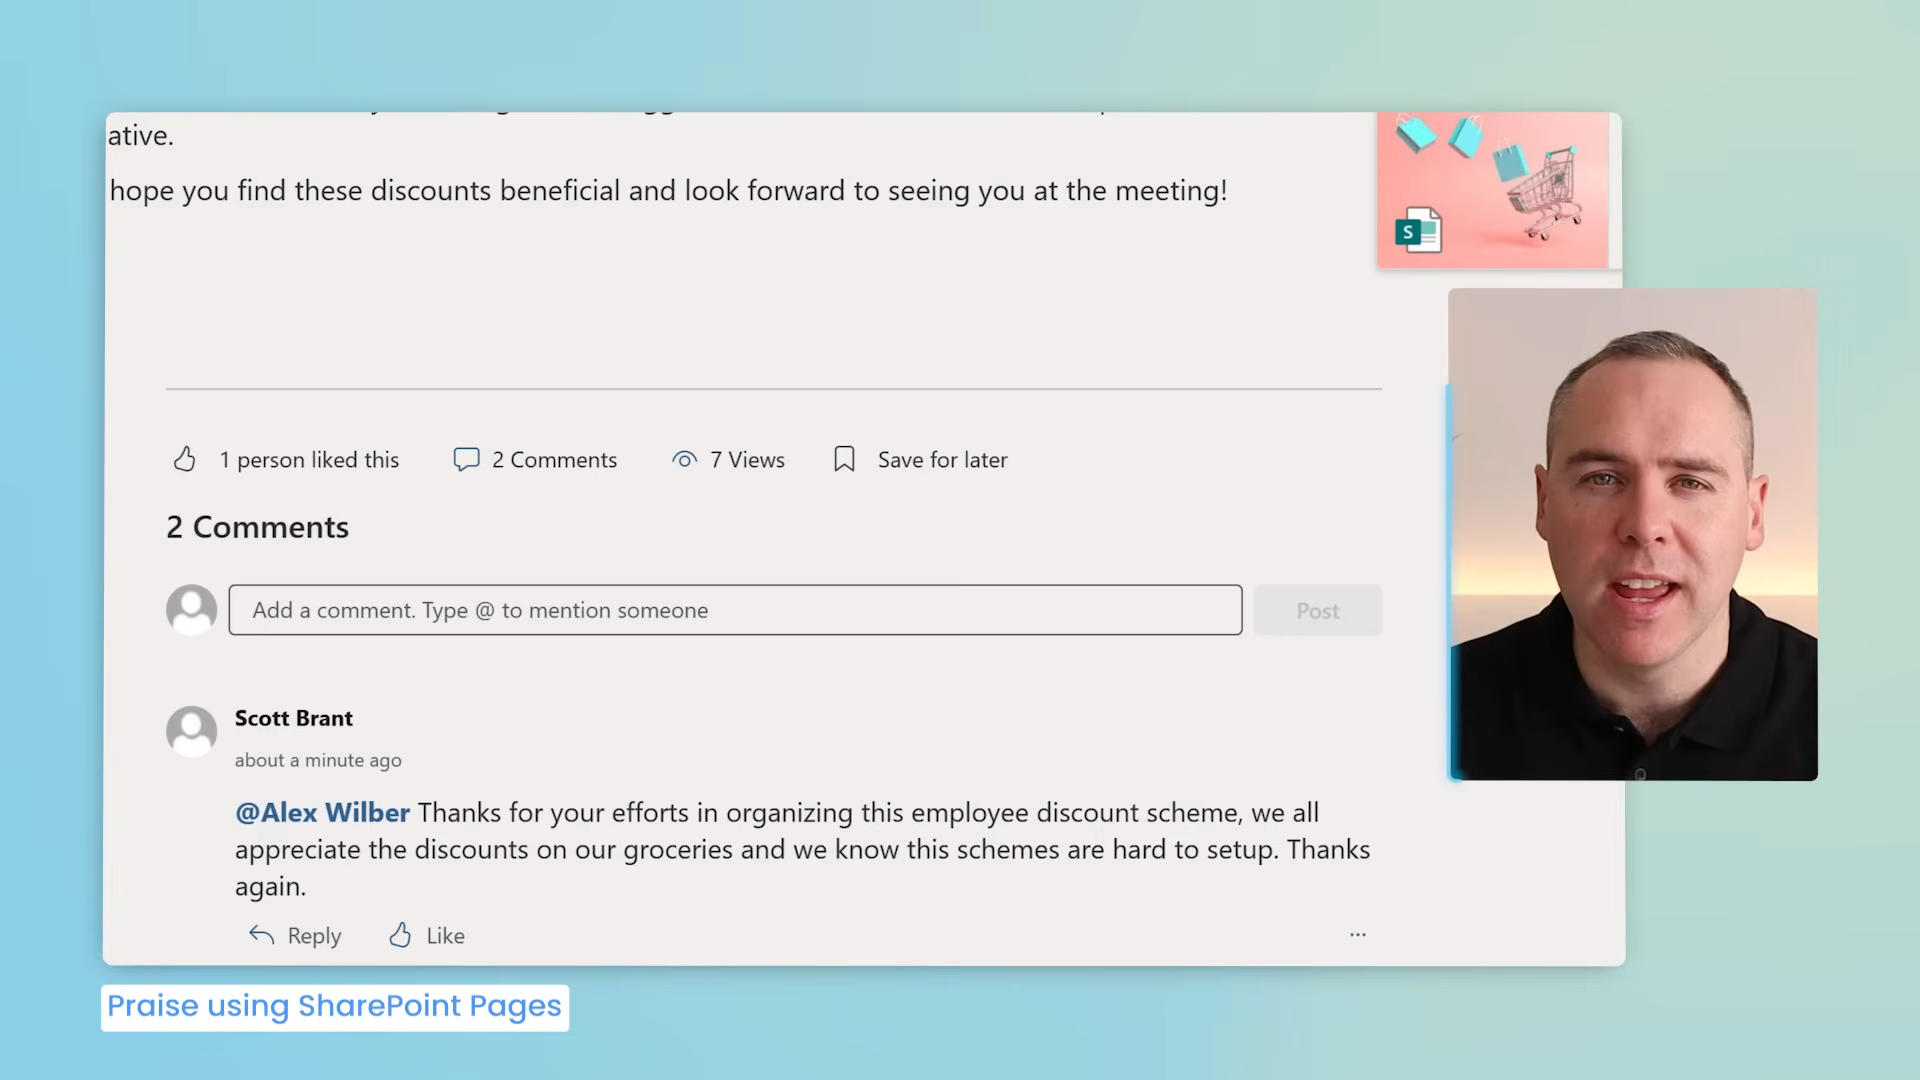 ative.
hope you find these discounts beneficial and look forward to seeing you at the meeting!
S
1 person liked this
2 Comments
7 Views
Save for later
2 Comments
Add a comment. Type @ to mention someone
Post
Scott Brant
about a minute ago
@Alex Wilber Thanks for your efforts in organizing this employee discount scheme, we all
appreciate the discounts on our groceries and we know this schemes are hard to setup. Thanks
again.
Reply
Like
...
Praise using SharePoint Pages